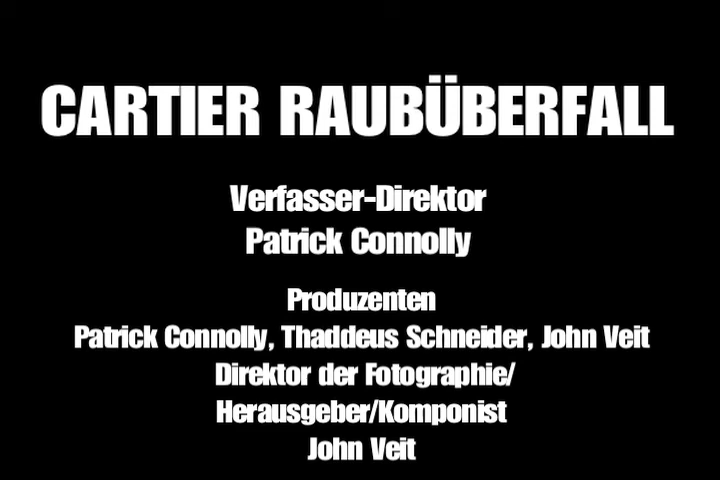 CARTIER RAUBÜBERFALL
Verfasser-Direktor
Patrick Connolly
Produzenten
Patrick Connolly, Thaddeus Schneider, John Veit
Direktor der Fotographie/
Herausgeber/Komponist
John Veit